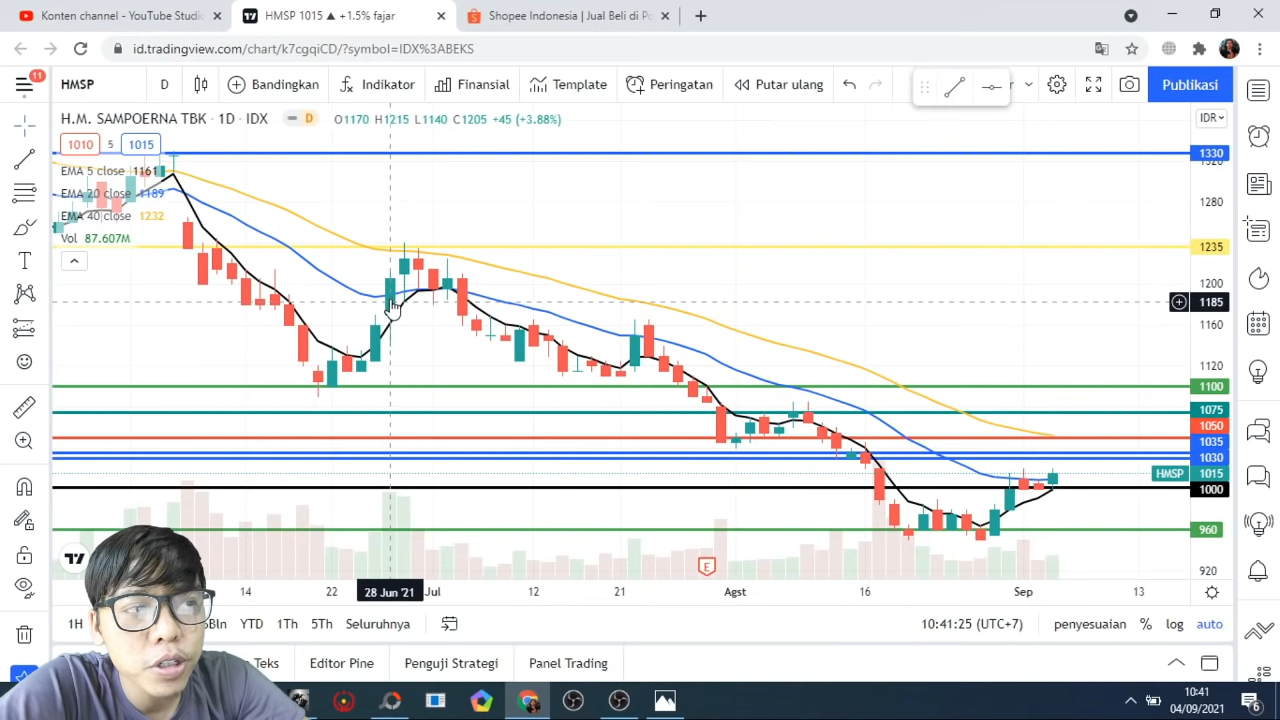 Konten channel - YouTube Studio
HMSP 1015 ▲ +1.5% fajar
Shopee Indonesia | Jual Beli di Po
id.tradingview.com/chart/k7cgqiCD/?symbol=IDX%3ABEKS
11
HMSP
D
Bandingkan
Indikator
Finansial
Template
Peringatan
Putar ulang
Publikasi
H.M. SAMPOERNA TBK · 1D · IDX
D
O1170 H1215 L1140 C1205 +45 (+3.88%)
IDR
1010
5
1015
EMA 5 close 1161
EMA 20 close 1189
EMA 40 close 1232
Vol 87.607M
1330
1320
1280
1235
1200
1185
1160
1120
1100
1075
1050
1035
1030
HMSP 1015
1000
960
920
E
14
22
28 Jun '21
Jul
12
21
Agst
16
Sep
13
1H
Bln
YTD
1Th
5Th
Seluruhnya
10:41:25 (UTC+7)
penyesuaian
%
log
auto
Teks
Editor Pine
Penguji Strategi
Panel Trading
10:41
04/09/2021
6